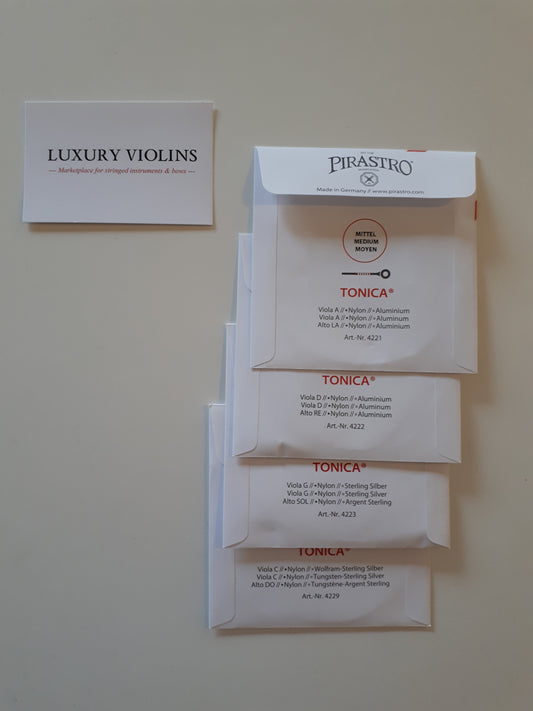 LUXURY VIOLINS
--- Marketplace for stringed instruments & bows ---
PIRASTRO
Made in Germany // www.pirastro.com
MITTEL
MEDIUM
MOYEN
TONICA®
Viola A //•Nylon //◦Aluminium
Viola A //•Nylon //◦Aluminum
Alto LA //•Nylon //◦Aluminium
Art.-Nr. 4221
TONICA®
Viola D //•Nylon //◦Aluminium
Viola D //•Nylon //◦Aluminum
Alto RE //•Nylon //◦Aluminium
Art.-Nr. 4222
TONICA®
Viola G //•Nylon //◦Sterling Silber
Viola G //•Nylon //◦Sterling Silver
Alto SOL //•Nylon //◦Argent Sterling
Art.-Nr. 4223
TONICA®
Viola C //•Nylon //◦Wolfram-Sterling Silber
Viola C //•Nylon //◦Tungsten-Sterling Silver
Alto DO //•Nylon //◦Tungstène-Argent Sterling
Art.-Nr. 4229